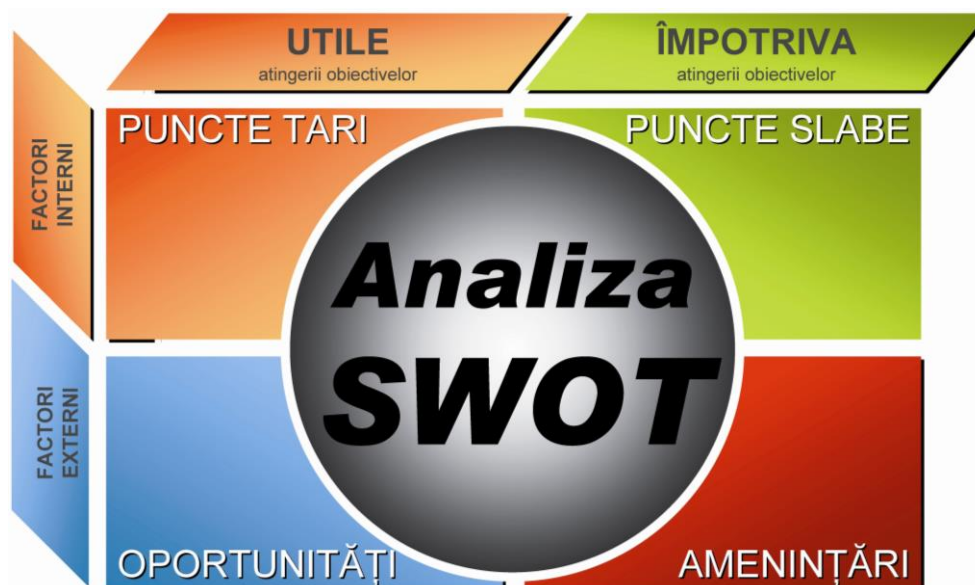 UTILE
atingerii obiectivelor
ÎMPOTRIVA
atingerii obiectivelor
FACTORI
INTERNI
PUNCTE TARI
PUNCTE SLABE
Analiza
SWOT
FACTORI
EXTERNI
OPORTUNITĂȚI
AMENINȚĂRI